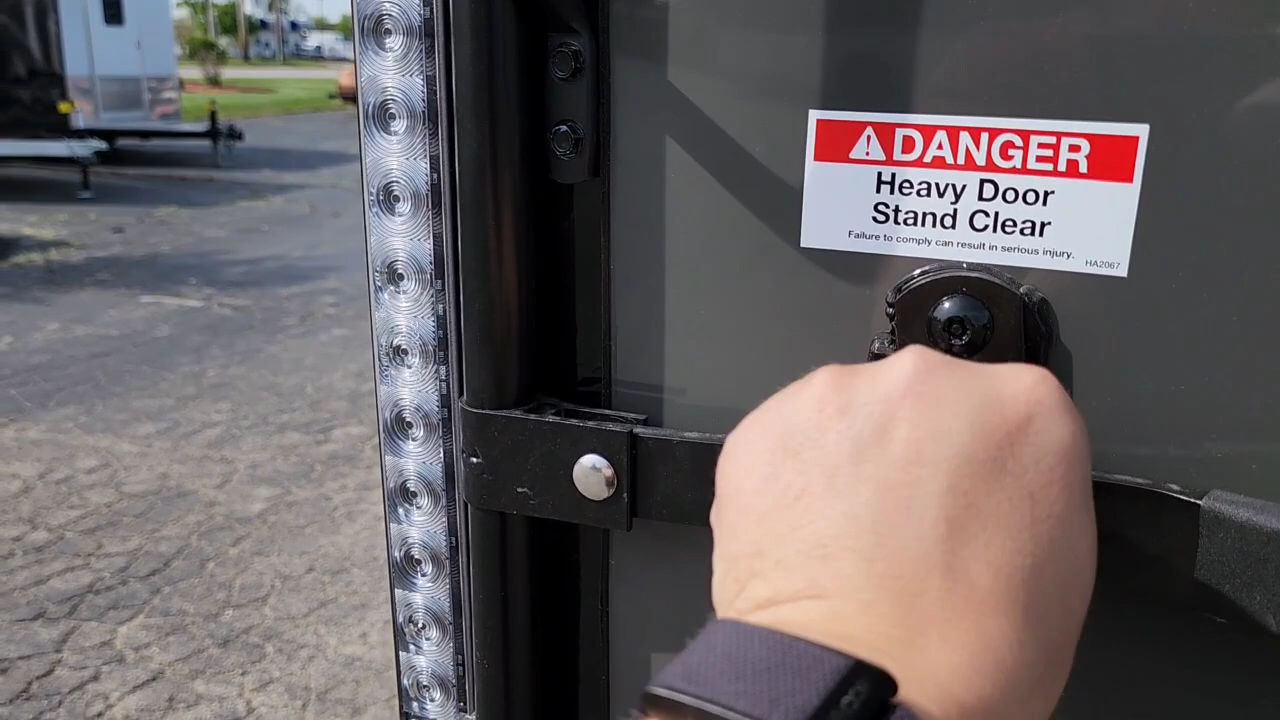 DANGER
Heavy Door
Stand Clear
Failure to comply can result in serious injury.
HA2067